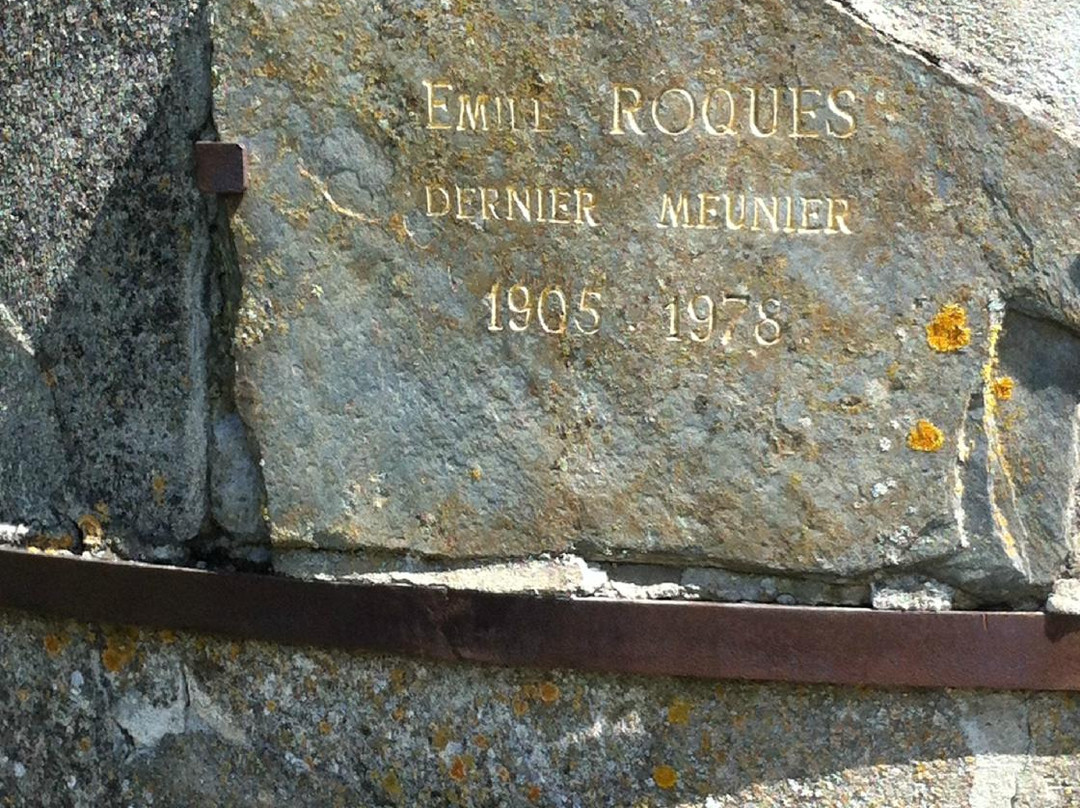 EMILE ROQUES
DERNIER MEUNIER
1905 . 1978